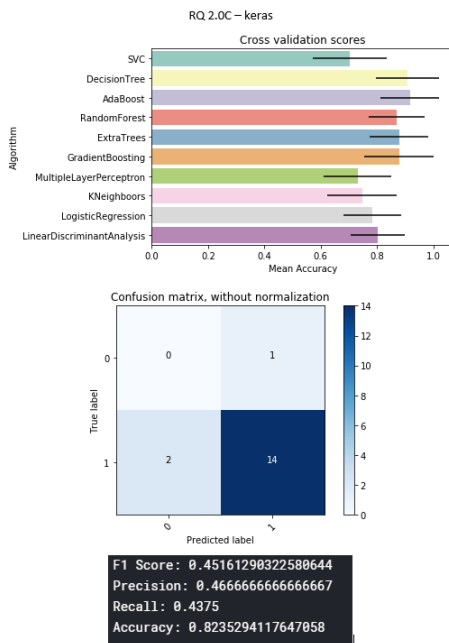 RQ 2.0C – keras
Cross validation scores
Algorithm
SVC
DecisionTree
AdaBoost
RandomForest
ExtraTrees
GradientBoosting
MultipleLayerPerceptron
KNeighboors
LogisticRegression
LinearDiscriminantAnalysis
0.0 0.2 0.4 0.6 0.8 1.0
Mean Accuracy
Confusion matrix, without normalization
True label
0
1
0 1
2 14
0 1
Predicted label
14
12
10
8
6
4
2
0
F1 Score: 0.45161290322580644
Precision: 0.4666666666666667
Recall: 0.4375
Accuracy: 0.8235294117647058